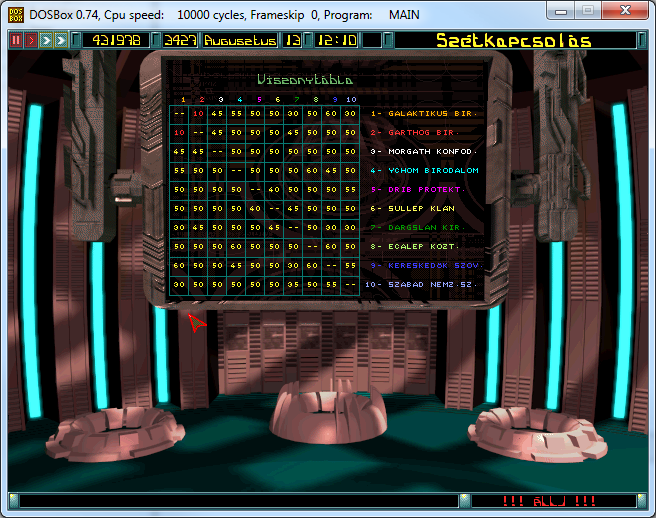 DOSBox 0.74, Cpu speed: 10000 cycles, Frameskip 0, Program: MAIN
431978 3427 Augusztus 13 12:10 Szétkapcsolás
Viszonytábla
1 2 3 4 5 6 7 8 9 10
-- 10 45 55 50 50 30 50 60 30 1- GALAKTIKUS BIR.
10 -- 45 50 50 50 45 50 50 50 2- GARTHOG BIR.
45 45 -- 50 50 50 50 50 45 50 3- MORGATH KONFOD.
55 50 50 -- 50 50 50 60 45 50 4- YCHOM BIRODALOM
50 50 50 50 -- 40 50 50 50 55 5- DRIB PROTEKT.
50 50 50 50 40 -- 45 50 50 50 6- SULLEP KLAN
30 45 50 50 50 45 -- 50 30 30 7- DARGSLAN KIR.
50 50 50 60 50 50 50 -- 60 50 8- ECALEP KOZT.
60 50 50 45 50 50 30 60 -- 55 9- KERESKEDÖK SZÖV.
30 50 50 50 55 50 35 50 55 -- 10- SZABAD NEMZ.SZ.
!!! ÁLLJ !!!